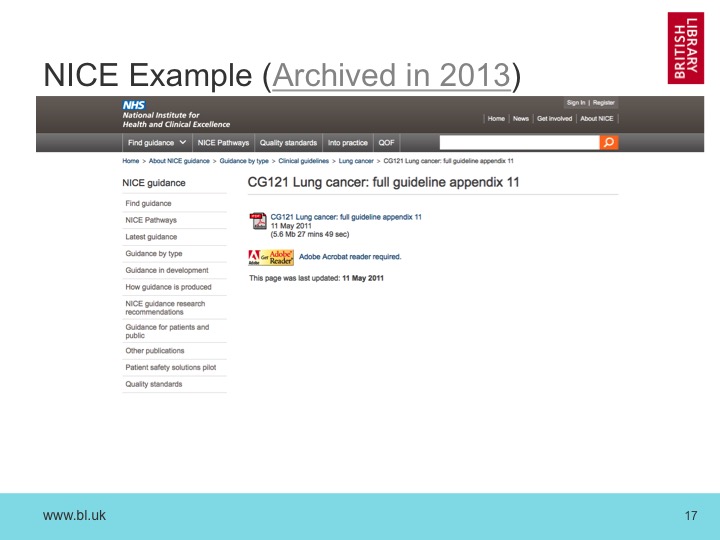 NICE Example (Archived in 2013)
LIBRARY
BRITISH
NHS
National Institute for
Health and Clinical Excellence
Sign In | Register
Home | News | Get involved | About NICE
Find guidance NICE Pathways Quality standards Into practice QOF
Home > About NICE guidance > Guidance by type > Clinical guidelines > Lung cancer > CG121 Lung cancer: full guideline appendix 11
NICE guidance
Find guidance
NICE Pathways
Latest guidance
Guidance by type
Guidance in development
How guidance is produced
NICE guidance research
recommendations
Guidance for patients and
public
Other publications
Patient safety solutions pilot
Quality standards
CG121 Lung cancer: full guideline appendix 11
CG121 Lung cancer: full guideline appendix 11
11 May 2011
(5.6 Mb 27 mins 49 sec)
Get Adobe Reader
Adobe
Adobe Acrobat reader required.
This page was last updated: 11 May 2011
www.bl.uk
17